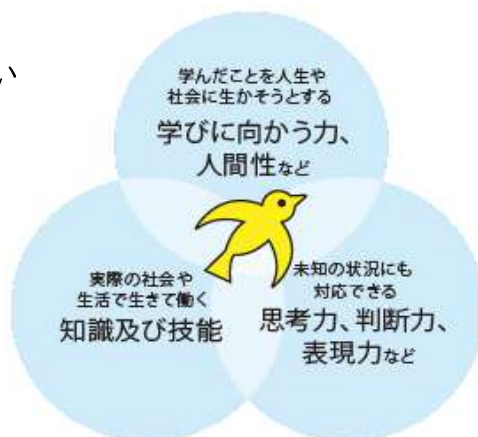 い
学んだことを人生や
社会に生かそうとする
学びに向かう力、
人間性など
実際の社会や
生活で生きて働く
知識及び技能
未知の状況にも
対応できる
思考力、判断力、
表現力など